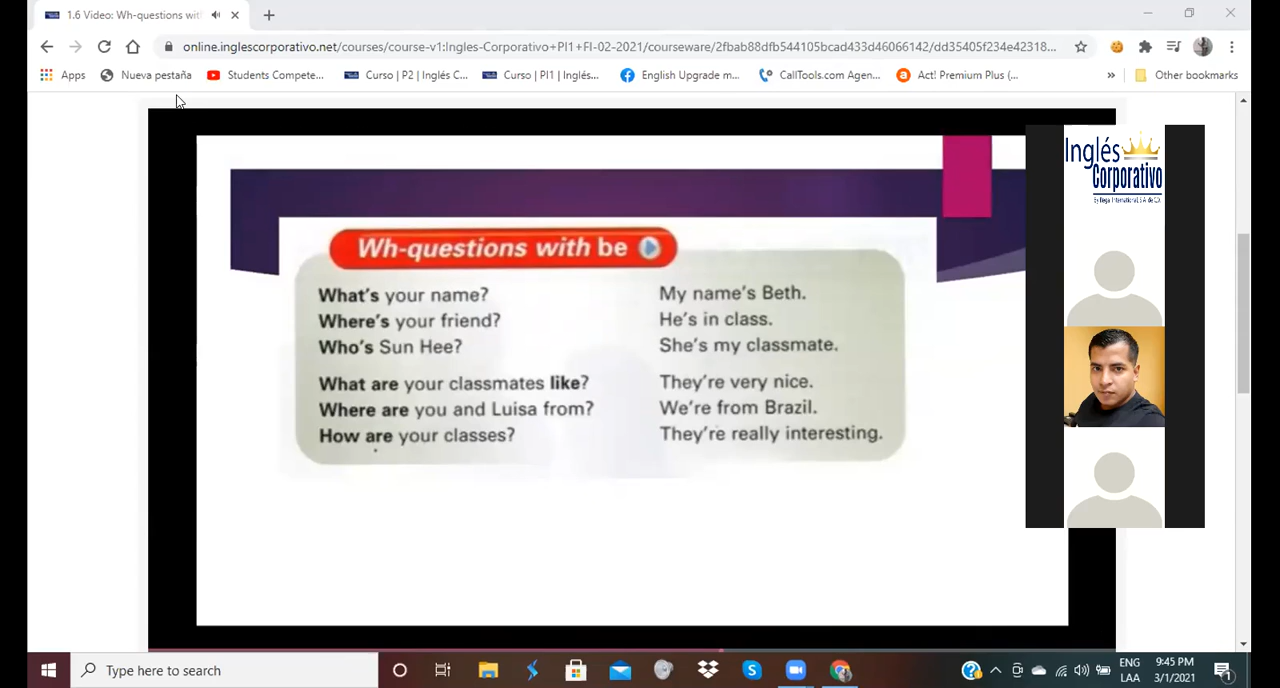 1.6 Video: Wh-questions wit
online.inglescorporativo.net/courses/course-v1:Ingles-Corporativo+PI1+FI-02-2021/courseware/2fbab88dfb544105bcad433d46066142/dd35405f234e42318...
Apps Nueva pestaña Students Compete... Curso | P2 | Inglés C... Curso | PI1 | Inglés... English Upgrade m... CallTools.com Agen... Act! Premium Plus (... » Other bookmarks
Inglés
Corporativo
Wh-questions with be
What's your name? My name's Beth.
Where's your friend? He's in class.
Who's Sun Hee? She's my classmate.
What are your classmates like? They're very nice.
Where are you and Luisa from? We're from Brazil.
How are your classes? They're really interesting.
Type here to search
ENG 9:45 PM
LAA 3/1/2021